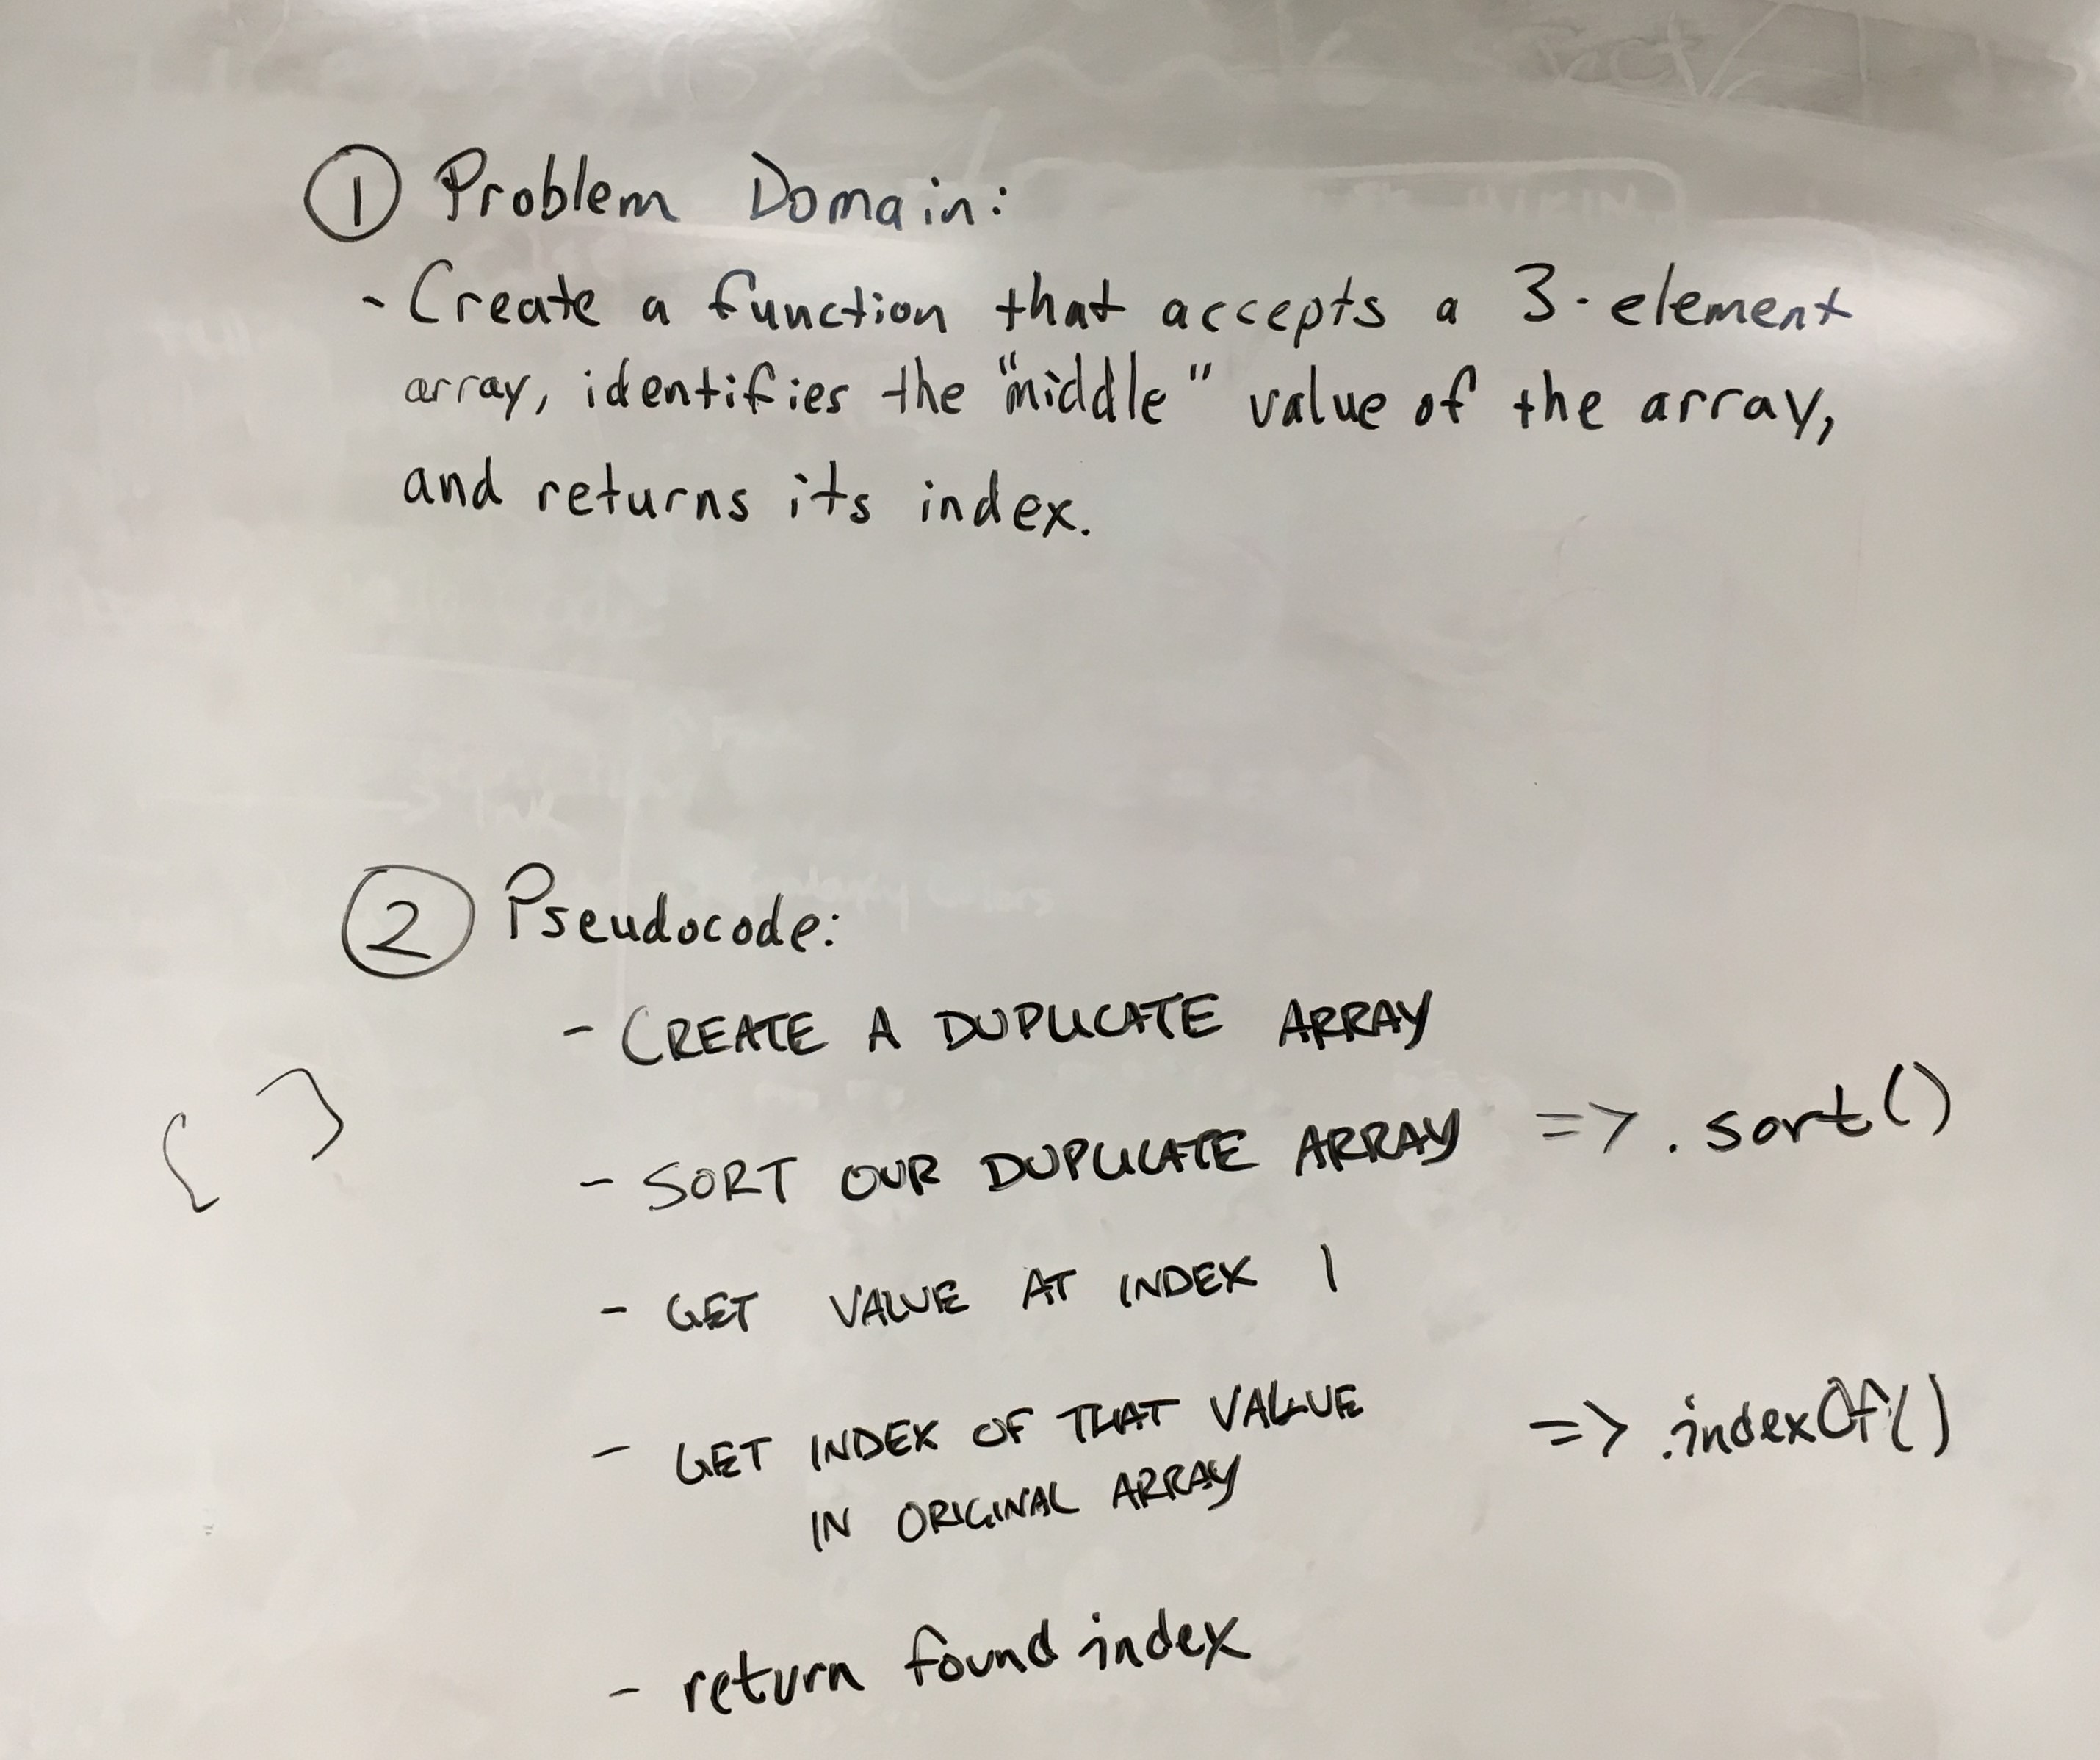 ① Problem Domain:
- Create a function that accepts a 3-element
array, identifies the "middle" value of the array,
and returns its index.
② Pseudocode:
- CREATE A DUPLICATE ARRAY
[ ]
- SORT OUR DUPLICATE ARRAY => .sort()
- GET VALUE AT INDEX 1
- GET INDEX OF THAT VALUE => .indexOf()
IN ORIGINAL ARRAY
- return found index